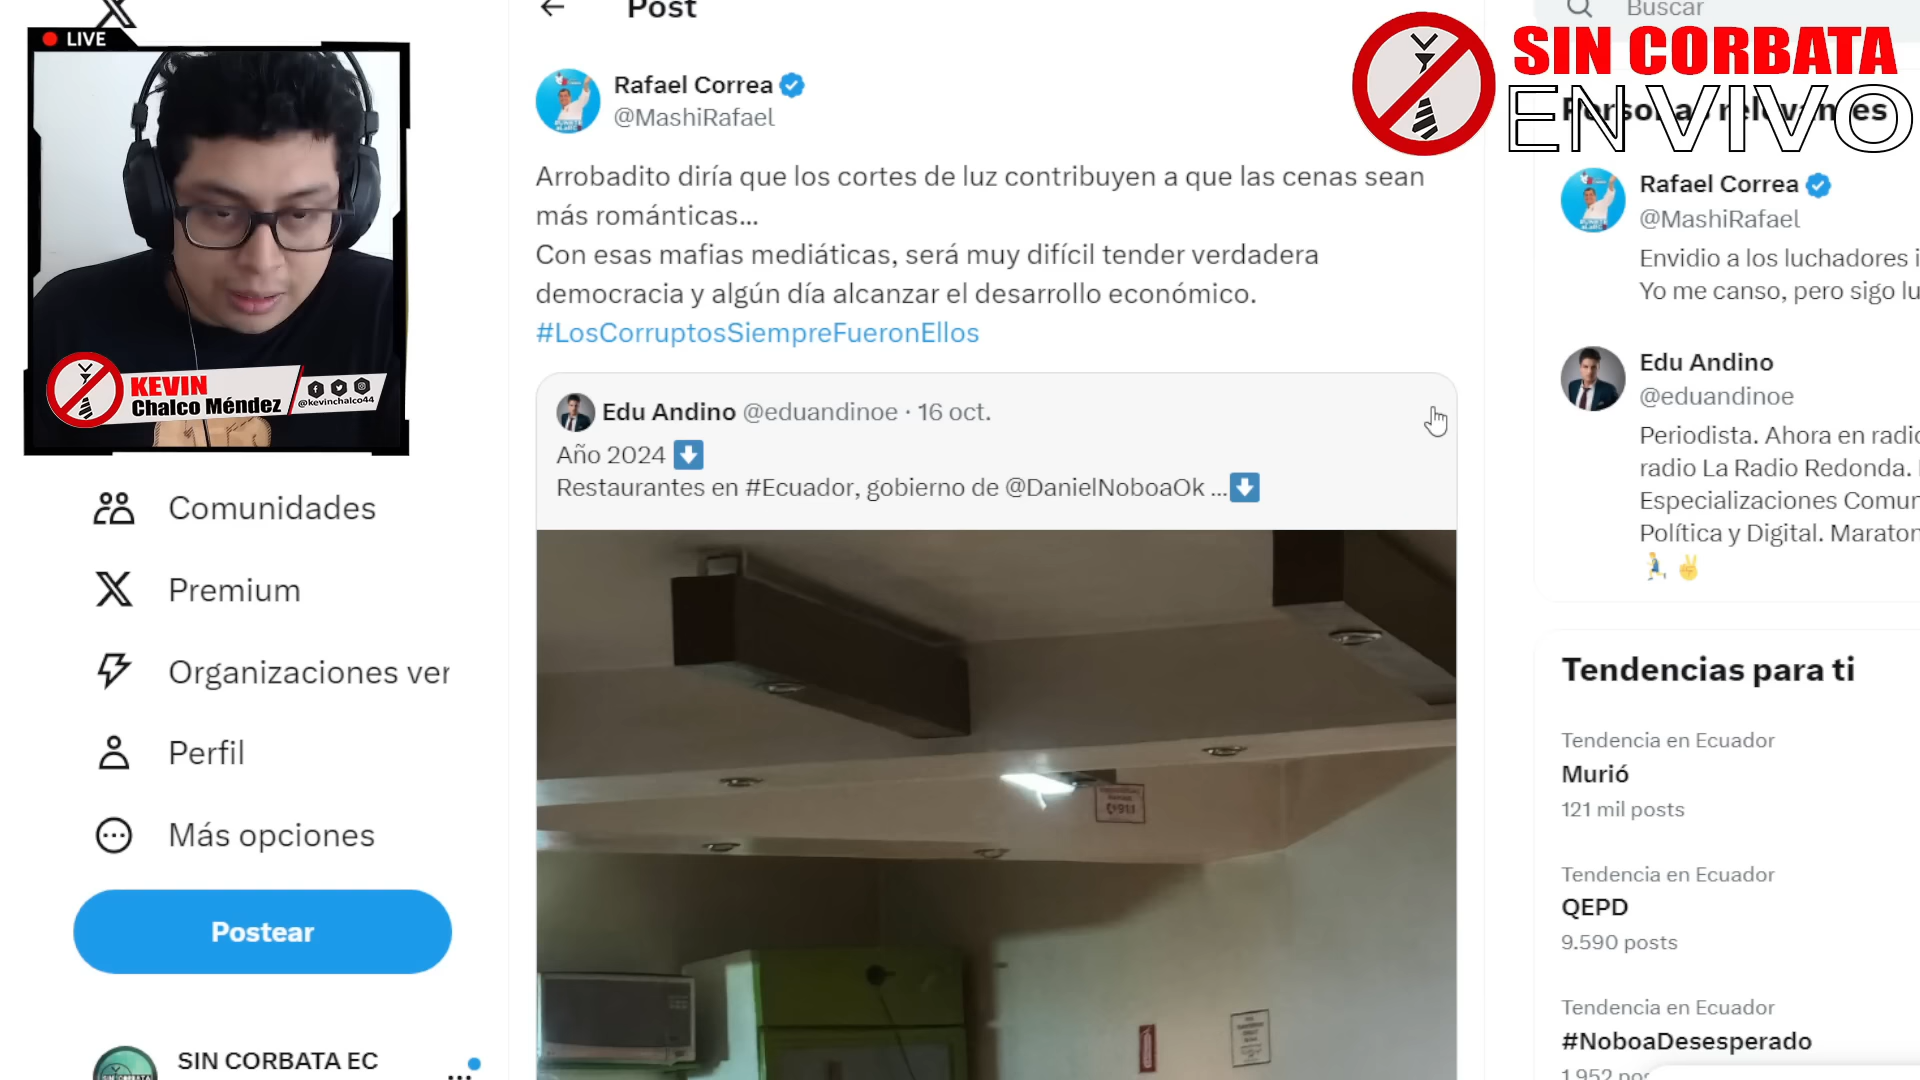 LIVE
KEVIN
Chalco Méndez
@kevinchalco44
Comunidades
Premium
Organizaciones ver
Perfil
Más opciones
Postear
SIN CORBATA EC
Post
Rafael Correa
@MashiRafael
Arrobadito diría que los cortes de luz contribuyen a que las cenas sean
más románticas...
Con esas mafias mediáticas, será muy difícil tender verdadera
democracia y algún día alcanzar el desarrollo económico.
#LosCorruptosSiempreFueronEllos
Edu Andino @eduandinoe · 16 oct.
Año 2024
Restaurantes en #Ecuador, gobierno de @DanielNoboaOk ...
Buscar
SIN CORBATA
EN VIVO
Personas relevantes
Rafael Correa
@MashiRafael
Envidio a los luchadores i
Yo me canso, pero sigo lu
Edu Andino
@eduandinoe
Periodista. Ahora en radio
radio La Radio Redonda.
Especializaciones Comun
Política y Digital. Maraton
Tendencias para ti
Tendencia en Ecuador
Murió
121 mil posts
Tendencia en Ecuador
QEPD
9.590 posts
Tendencia en Ecuador
#NoboaDesesperado
1.952 pos